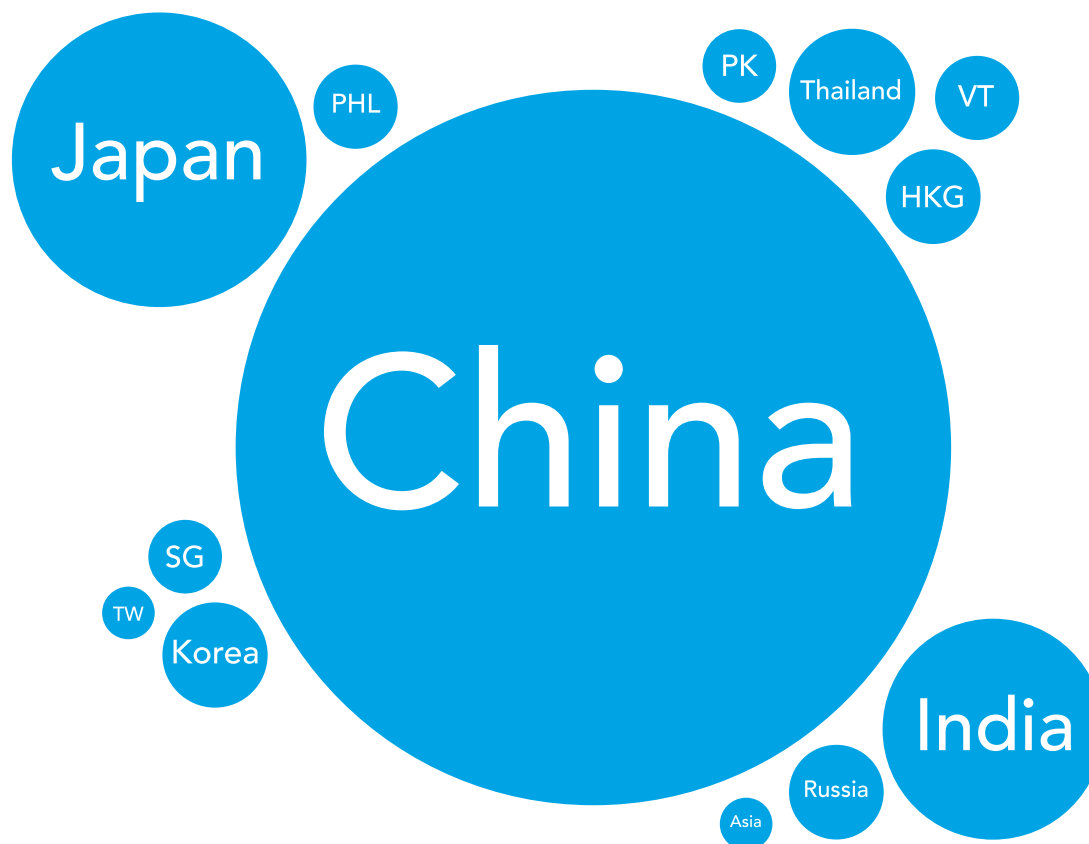 PK
Thailand
VT
PHL
Japan
HKG
China
SG
TW
Korea
India
Russia
Asia